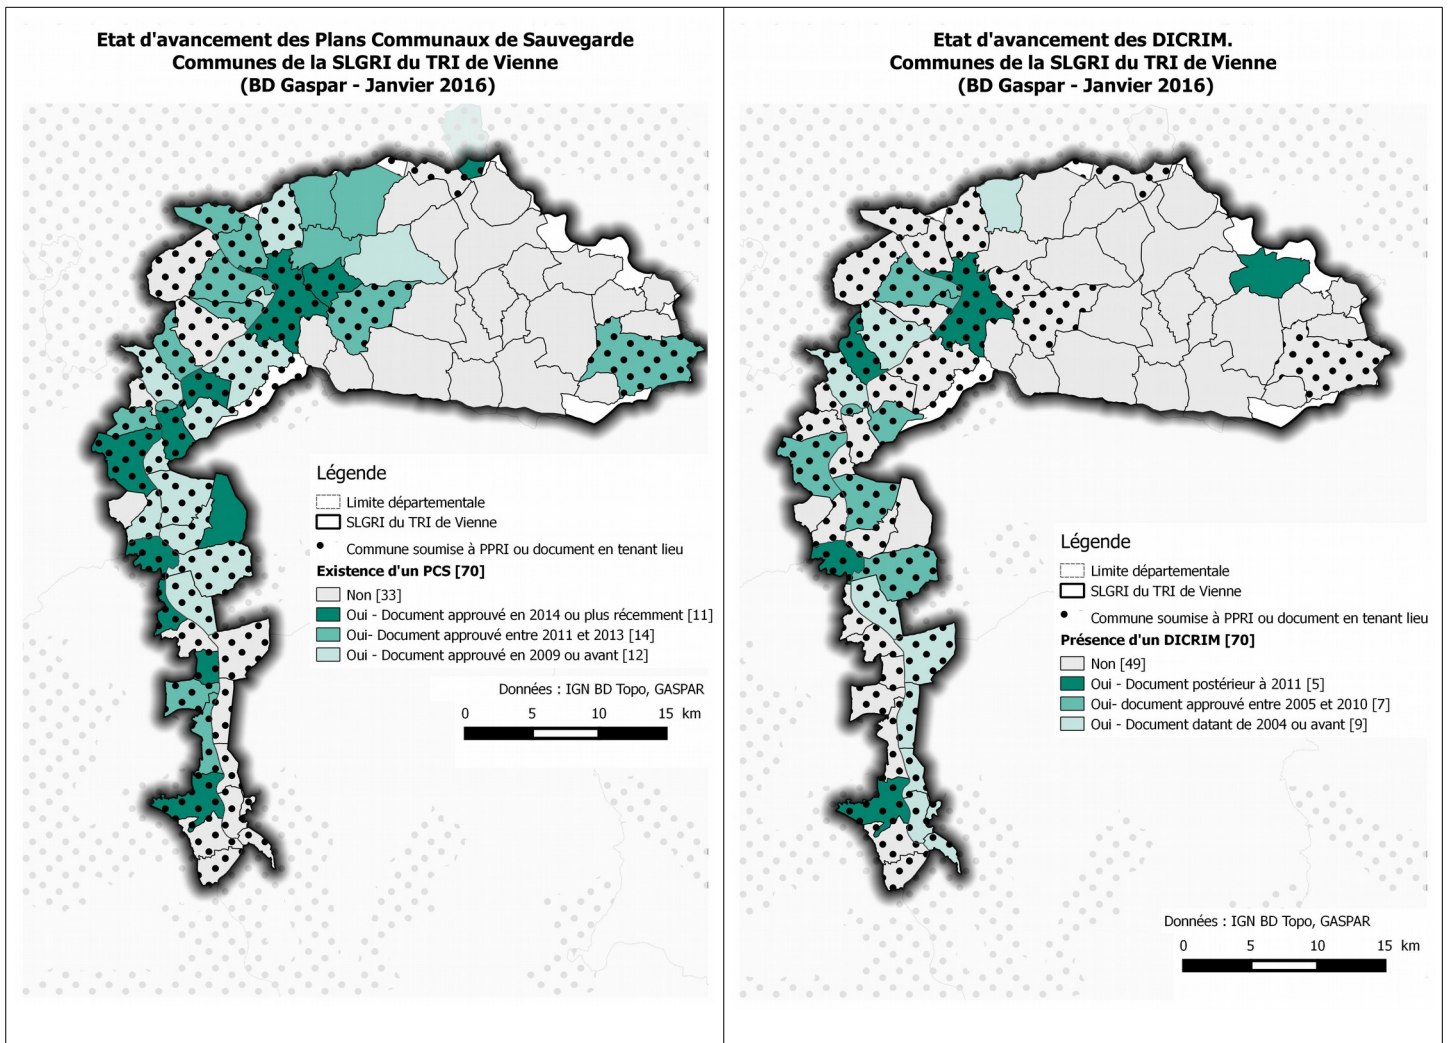 Etat d'avancement des Plans Communaux de Sauvegarde
Communes de la SLGRI du TRI de Vienne
(BD Gaspar - Janvier 2016)
Légende
Limite départementale
SLGRI du TRI de Vienne
Commune soumise à PPRI ou document en tenant lieu
Existence d'un PCS [70]
Non [33]
Oui - Document approuvé en 2014 ou plus récemment [11]
Oui- Document approuvé entre 2011 et 2013 [14]
Oui - Document approuvé en 2009 ou avant [12]
Données : IGN BD Topo, GASPAR
0 5 10 15 km
Etat d'avancement des DICRIM.
Communes de la SLGRI du TRI de Vienne
(BD Gaspar - Janvier 2016)
Légende
Limite départementale
SLGRI du TRI de Vienne
Commune soumise à PPRI ou document en tenant lieu
Présence d'un DICRIM [70]
Non [49]
Oui - Document postérieur à 2011 [5]
Oui- document approuvé entre 2005 et 2010 [7]
Oui - Document datant de 2004 ou avant [9]
Données : IGN BD Topo, GASPAR
0 5 10 15 km